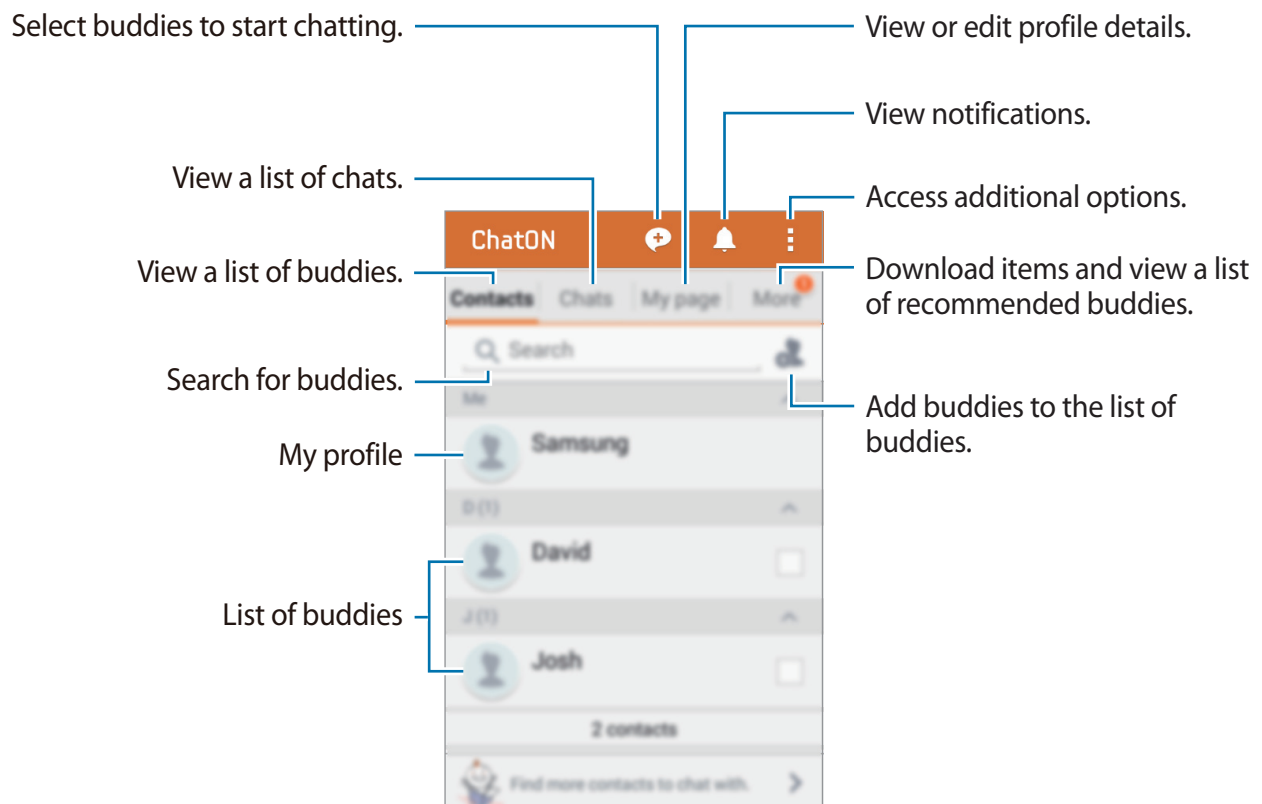 Select buddies to start chatting.
View or edit profile details.
View notifications.
View a list of chats.
Access additional options.
ChatON
View a list of buddies.
Download items and view a list
of recommended buddies.
Contacts
Chats
My page
More
Search
Search for buddies.
Me
Add buddies to the list of
buddies.
My profile
Samsung
D (1)
David
List of buddies
J (1)
Josh
2 contacts
Find more contacts to chat with.